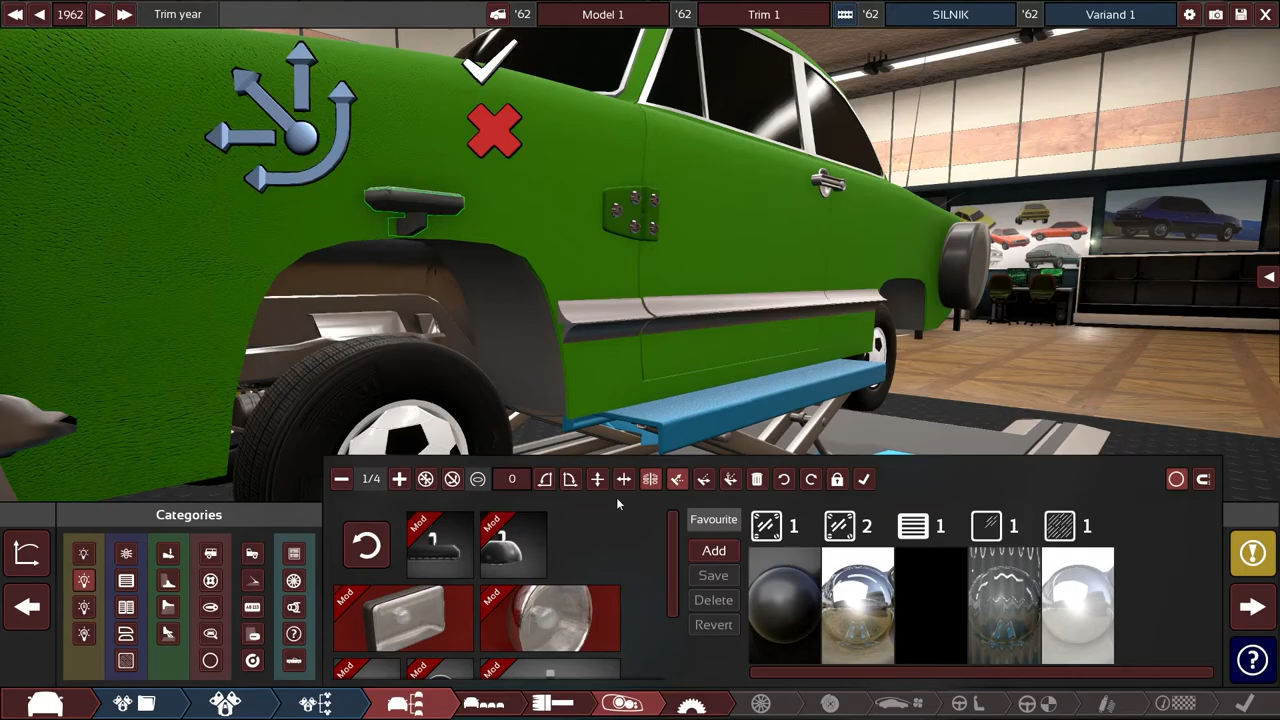 1962 Trim year '62 Model 1 '62 Trim 1 '62 SILNIK '62 Variand 1
1/4 0
Categories
Mod Mod
Mod Mod
Mod Mod Mod
Favourite 1 2 1 1 1
Add
Save
Delete
Revert